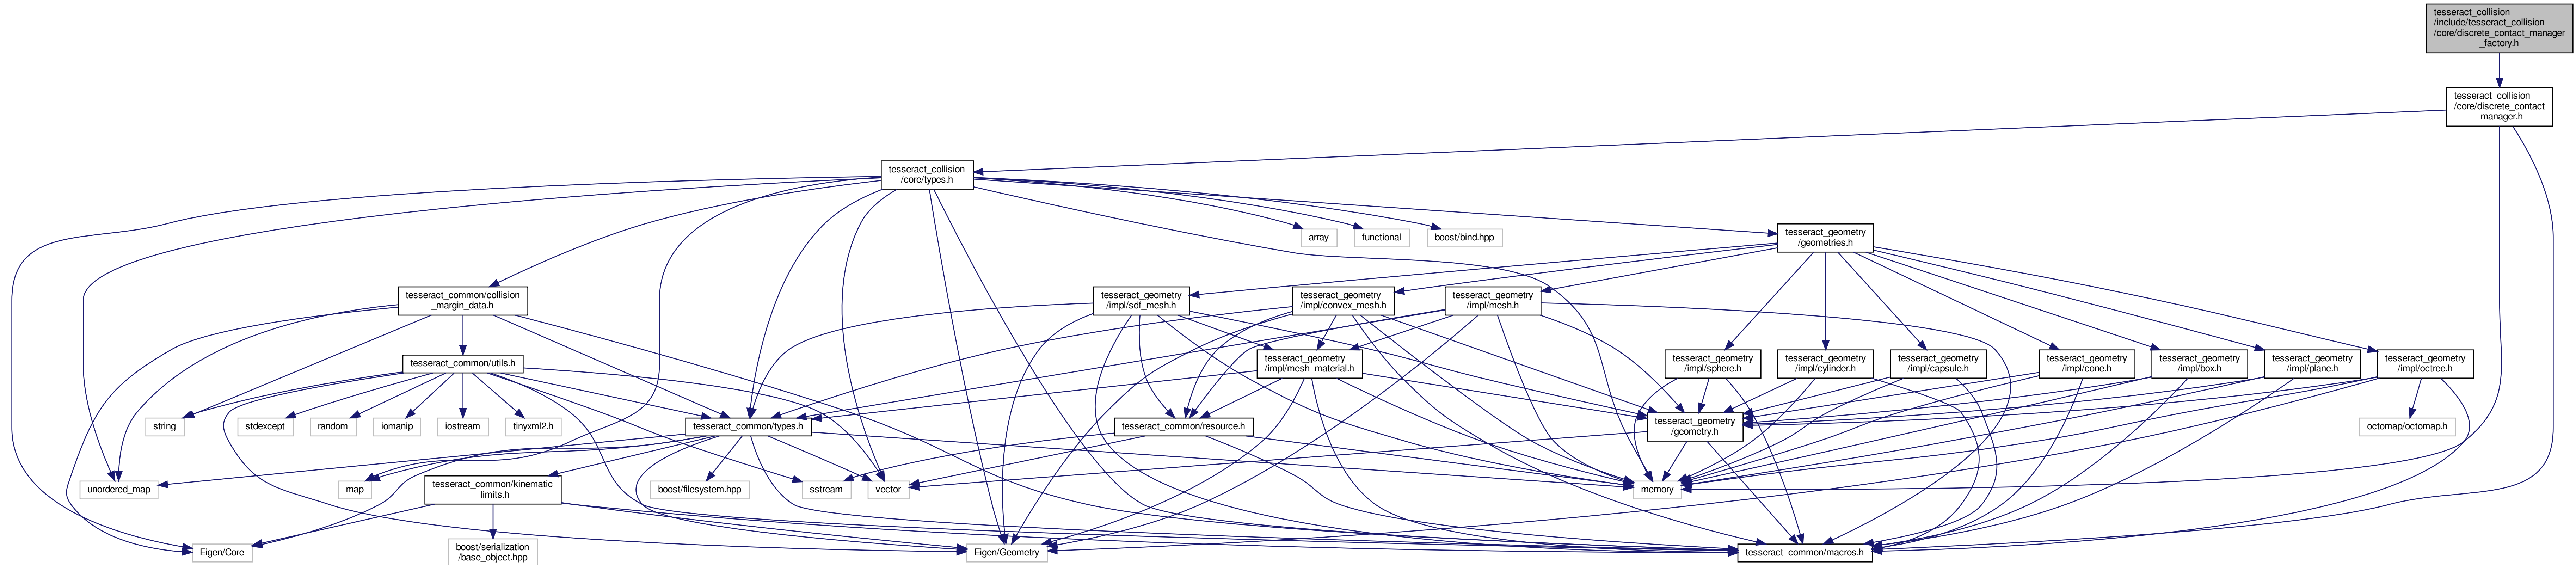 tesseract_collision
/include/tesseract_collision
/core/discrete_contact_manager
_factory.h
tesseract_collision
/core/discrete_contact
_manager.h
tesseract_collision
/core/types.h
array
functional
boost/bind.hpp
tesseract_geometry
/geometries.h
tesseract_common/collision
_margin_data.h
tesseract_geometry
/impl/sdf_mesh.h
tesseract_geometry
/impl/convex_mesh.h
tesseract_geometry
/impl/mesh.h
tesseract_common/utils.h
tesseract_geometry
/impl/mesh_material.h
tesseract_geometry
/impl/sphere.h
tesseract_geometry
/impl/cylinder.h
tesseract_geometry
/impl/capsule.h
tesseract_geometry
/impl/cone.h
tesseract_geometry
/impl/box.h
tesseract_geometry
/impl/plane.h
tesseract_geometry
/impl/octree.h
string
stdexcept
random
iomanip
iostream
tinyxml2.h
tesseract_common/types.h
tesseract_common/resource.h
tesseract_geometry
/geometry.h
octomap/octomap.h
unordered_map
map
tesseract_common/kinematic
_limits.h
boost/filesystem.hpp
sstream
vector
memory
Eigen/Core
boost/serialization
/base_object.hpp
Eigen/Geometry
tesseract_common/macros.h